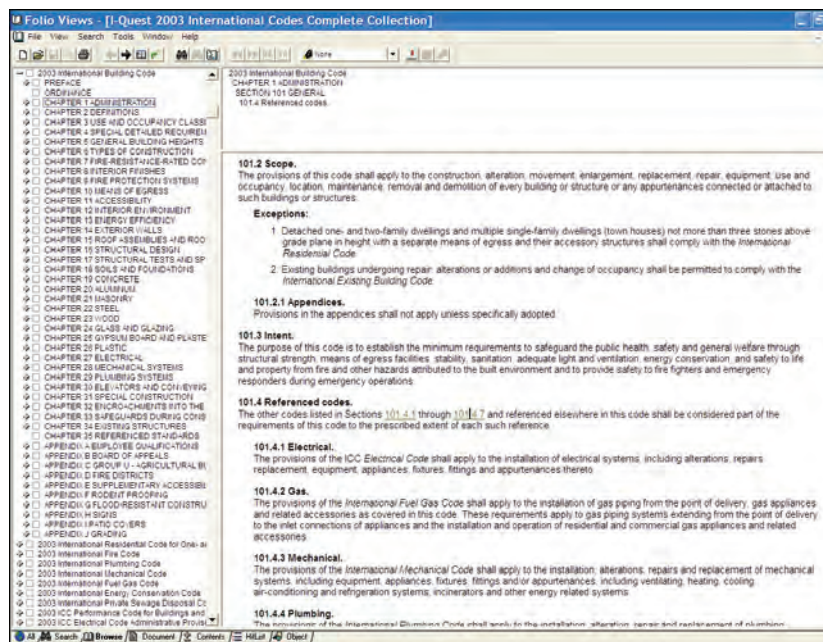 Folio Views - [I-Quest 2003 International Codes Complete Collection]
File View Search Tools Window Help
None
2003 International Building Code
PREFACE
ORDINANCE
CHAPTER 1 ADMINISTRATION
CHAPTER 2 DEFINITIONS
CHAPTER 3 USE AND OCCUPANCY CLASSI
CHAPTER 4 SPECIAL DETAILED REQUIREM
CHAPTER 5 GENERAL BUILDING HEIGHTS
CHAPTER 6 TYPES OF CONSTRUCTION
CHAPTER 7 FIRE-RESISTANCE-RATED CON
CHAPTER 8 INTERIOR FINISHES
CHAPTER 9 FIRE PROTECTION SYSTEMS
CHAPTER 10 MEANS OF EGRESS
CHAPTER 11 ACCESSIBILITY
CHAPTER 12 INTERIOR ENVIRONMENT
CHAPTER 13 ENERGY EFFICIENCY
CHAPTER 14 EXTERIOR WALLS
CHAPTER 15 ROOF ASSEMBLIES AND ROO
CHAPTER 16 STRUCTURAL DESIGN
CHAPTER 17 STRUCTURAL TESTS AND SP
CHAPTER 18 SOILS AND FOUNDATIONS
CHAPTER 19 CONCRETE
CHAPTER 20 ALUMINUM
CHAPTER 21 MASONRY
CHAPTER 22 STEEL
CHAPTER 23 WOOD
CHAPTER 24 GLASS AND GLAZING
CHAPTER 25 GYPSUM BOARD AND PLASTE
CHAPTER 26 PLASTIC
CHAPTER 27 ELECTRICAL
CHAPTER 28 MECHANICAL SYSTEMS
CHAPTER 29 PLUMBING SYSTEMS
CHAPTER 30 ELEVATORS AND CONVEYING
CHAPTER 31 SPECIAL CONSTRUCTION
CHAPTER 32 ENCROACHMENTS INTO THE
CHAPTER 33 SAFEGUARDS DURING CONS
CHAPTER 34 EXISTING STRUCTURES
CHAPTER 35 REFERENCED STANDARDS
APPENDIX A EMPLOYEE QUALIFICATIONS
APPENDIX B BOARD OF APPEALS
APPENDIX C GROUP U - AGRICULTURAL BU
APPENDIX D FIRE DISTRICTS
APPENDIX E SUPPLEMENTARY ACCESSIBIL
APPENDIX F RODENT PROOFING
APPENDIX G FLOOD-RESISTANT CONSTRU
APPENDIX H SIGNS
APPENDIX I PATIO COVERS
APPENDIX J GRADING
2003 International Residential Code for One- an
2003 International Fire Code
2003 International Plumbing Code
2003 International Mechanical Code
2003 International Fuel Gas Code
2003 International Energy Conservation Code
2003 International Private Sewage Disposal Cc
2003 ICC Performance Code for Buildings and
2003 ICC Electrical Code Administrative Provisi
2003 International Building Code
CHAPTER 1 ADMINISTRATION
SECTION 101 GENERAL
101.4 Referenced codes.
101.2 Scope.
The provisions of this code shall apply to the construction, alteration, movement, enlargement, replacement, repair, equipment, use and
occupancy, location, maintenance, removal and demolition of every building or structure or any appurtenances connected or attached to
such buildings or structures.
Exceptions:
1 Detached one- and two-family dwellings and multiple single-family dwellings (town houses) not more than three stories above
grade plane in height with a separate means of egress and their accessory structures shall comply with the International
Residential Code.
2 Existing buildings undergoing repair, alterations or additions and change of occupancy shall be permitted to comply with the
International Existing Building Code.
101.2.1 Appendices.
Provisions in the appendices shall not apply unless specifically adopted.
101.3 Intent.
The purpose of this code is to establish the minimum requirements to safeguard the public health, safety and general welfare through
structural strength, means of egress facilities, stability, sanitation, adequate light and ventilation, energy conservation, and safety to life
and property from fire and other hazards attributed to the built environment and to provide safety to fire fighters and emergency
responders during emergency operations.
101.4 Referenced codes.
The other codes listed in Sections 101.4.1 through 101.4.7 and referenced elsewhere in this code shall be considered part of the
requirements of this code to the prescribed extent of each such reference.
101.4.1 Electrical.
The provisions of the ICC Electrical Code shall apply to the installation of electrical systems, including alterations, repairs
replacement, equipment, appliances, fixtures, fittings and appurtenances thereto.
101.4.2 Gas.
The provisions of the International Fuel Gas Code shall apply to the installation of gas piping from the point of delivery, gas appliances
and related accessories as covered in this code. These requirements apply to gas piping systems extending from the point of delivery
to the inlet connections of appliances and the installation and operation of residential and commercial gas appliances and related
accessories.
101.4.3 Mechanical.
The provisions of the International Mechanical Code shall apply to the installation, alterations, repairs and replacement of mechanical
systems, including equipment, appliances, fixtures, fittings and/or appurtenances, including ventilating, heating, cooling,
air-conditioning and refrigeration systems, incinerators and other energy related systems.
101.4.4 Plumbing.
The provisions of the International Plumbing Code shall apply to the installation, alteration, repair and replacement of plumbing
All Search Browse Document Contents HitList Object